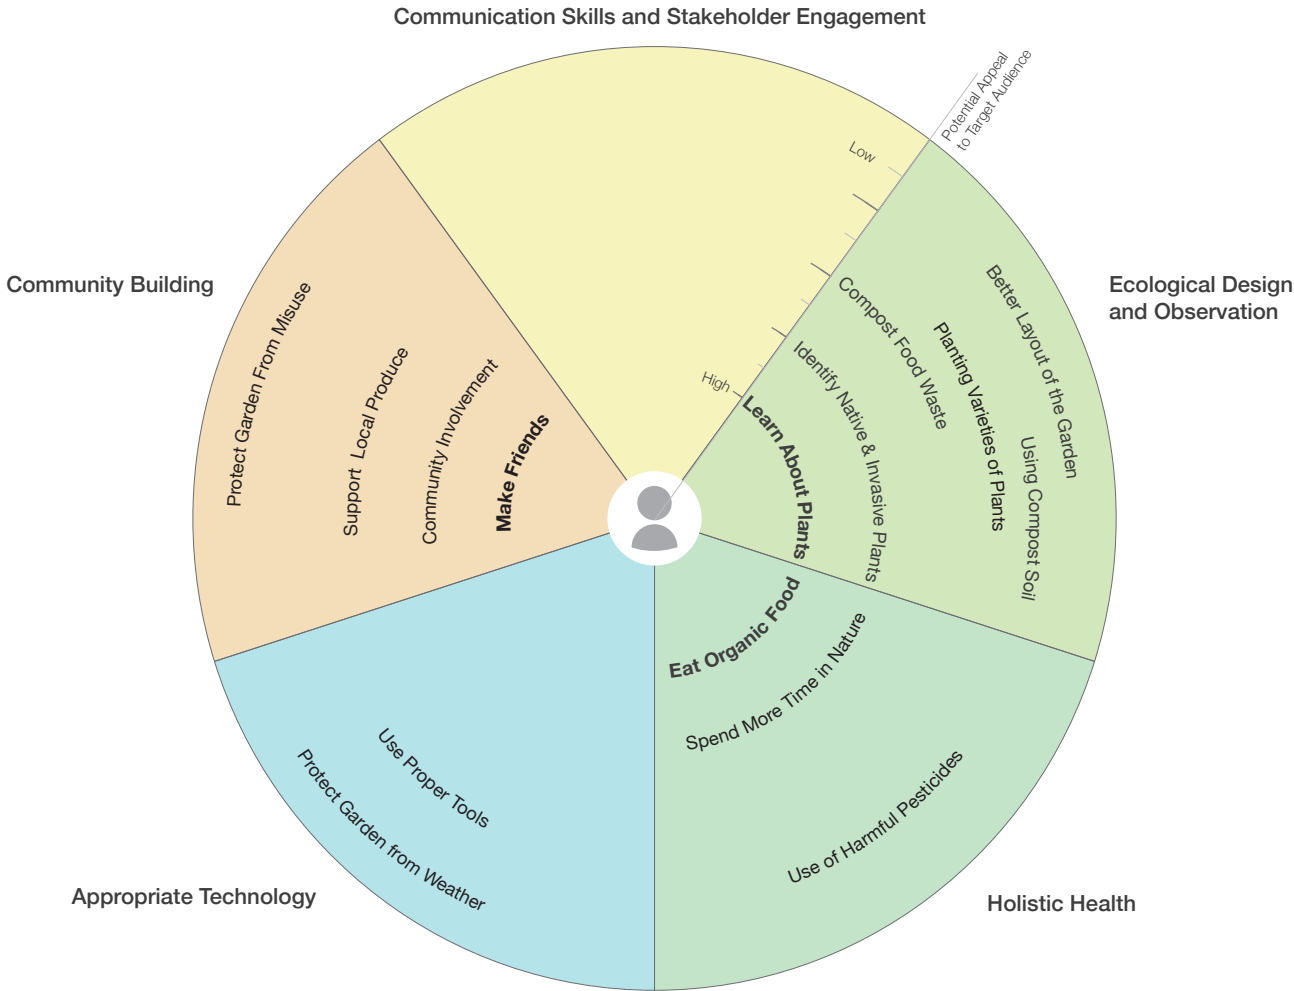 Communication Skills and Stakeholder Engagement
Potential Appeal
to Target Audience
Low
High
Community Building
Protect Garden From Misuse
Support Local Produce
Community Involvement
Make Friends
Ecological Design
and Observation
Better Layout of the Garden
Using Compost Soil
Planting Varieties of Plants
Compost Food Waste
Identify Native & Invasive Plants
Learn About Plants
Eat Organic Food
Spend More Time in Nature
Use of Harmful Pesticides
Holistic Health
Use Proper Tools
Protect Garden from Weather
Appropriate Technology